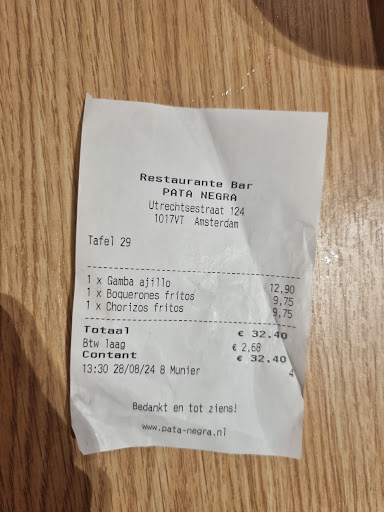 Restaurante Bar
PATA NEGRA
Utrechtsestraat 124
1017VT Amsterdam
Tafel 29
1 x Gamba ajillo 12,90
1 x Boquerones fritos 9,75
1 x Chorizos fritos 9,75
Totaal € 32.40
Btw laag € 2,68
Contant € 32.40
13:30 28/08/24 8 Munier 4
Bedankt en tot ziens!
www.pata-negra.nl